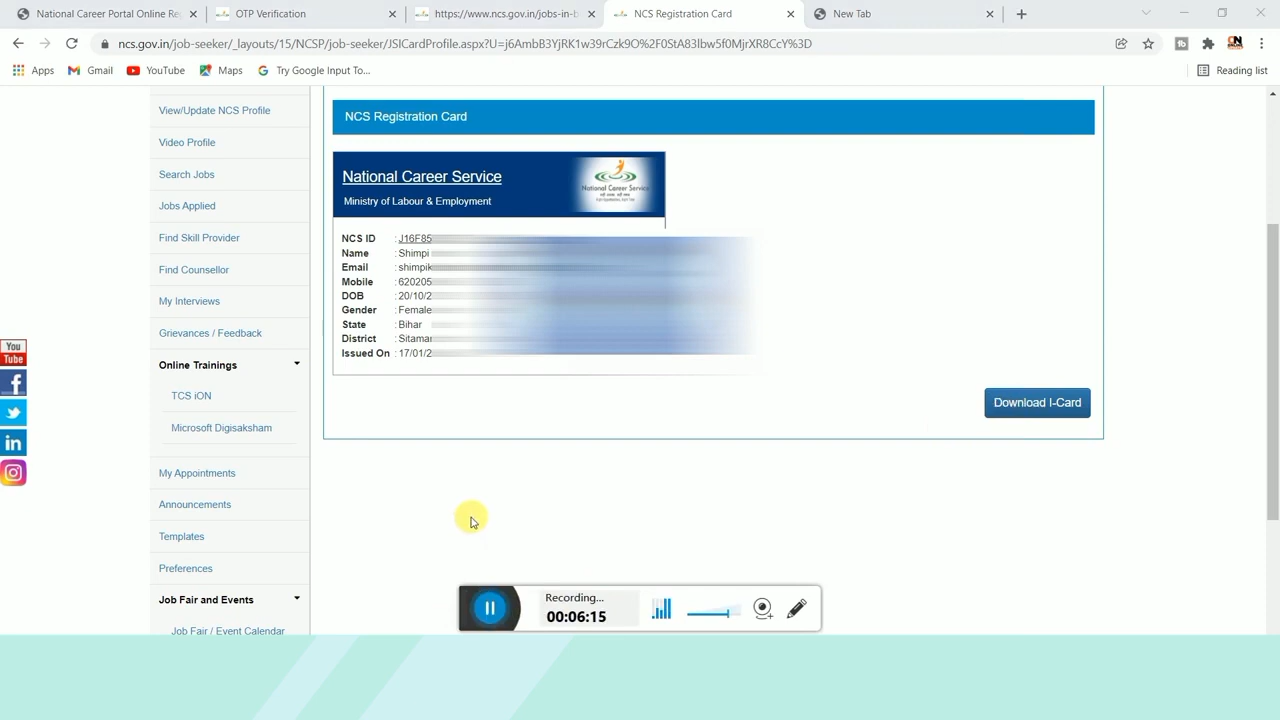 National Career Portal Online Re
OTP Verification
https://www.ncs.gov.in/jobs-in-b
NCS Registration Card
New Tab
ncs.gov.in/job-seeker/_layouts/15/NCSP/job-seeker/JSICardProfile.aspx?U=j6AmbB3YjRK1w39rCzk9O%2F0StA83lbw5f0MjrXR8CcY%3D
Apps
Gmail
YouTube
Maps
Try Google Input To...
Reading list
View/Update NCS Profile
Video Profile
Search Jobs
Jobs Applied
Find Skill Provider
Find Counsellor
My Interviews
Grievances / Feedback
Online Trainings
TCS iON
Microsoft Digisaksham
My Appointments
Announcements
Templates
Preferences
Job Fair and Events
Job Fair / Event Calendar
You
Tube
NCS Registration Card
National Career Service
Ministry of Labour & Employment
National Career Service
NCS ID : J16F85
Name : Shimpi
Email : shimpik
Mobile : 620205
DOB : 20/10/2
Gender : Female
State : Bihar
District : Sitamar
Issued On : 17/01/2
Download I-Card
Recording...
00:06:15